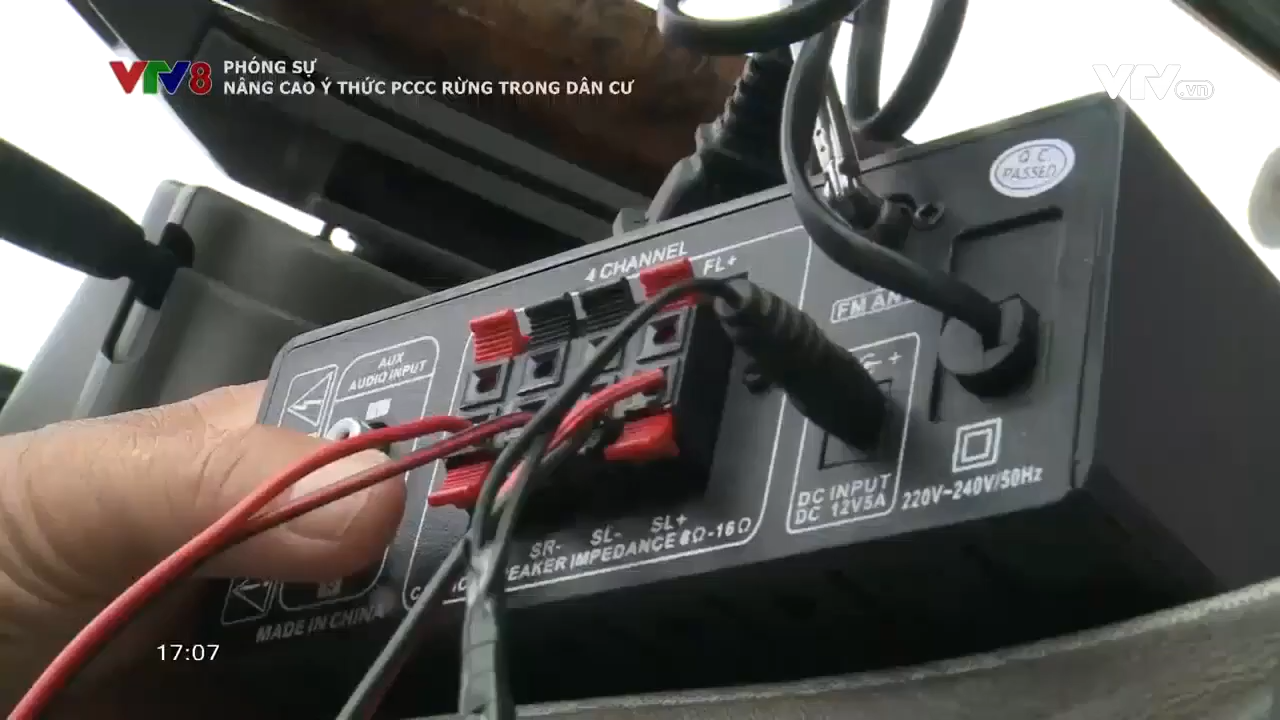 VTV8
PHÓNG SỰ
NÂNG CAO Ý THỨC PCCC RỪNG TRONG DÂN CƯ
VTV.vn
Q.C.
PASSED
4 CHANNEL
FL+
FM AN
AUX
AUDIO INPUT
- +
DC INPUT
DC 12V5A
220V~240V/50Hz
SR- SL- SL+
EAKER IMPEDANCE 8Ω-16Ω
MADE IN CHINA
17:07